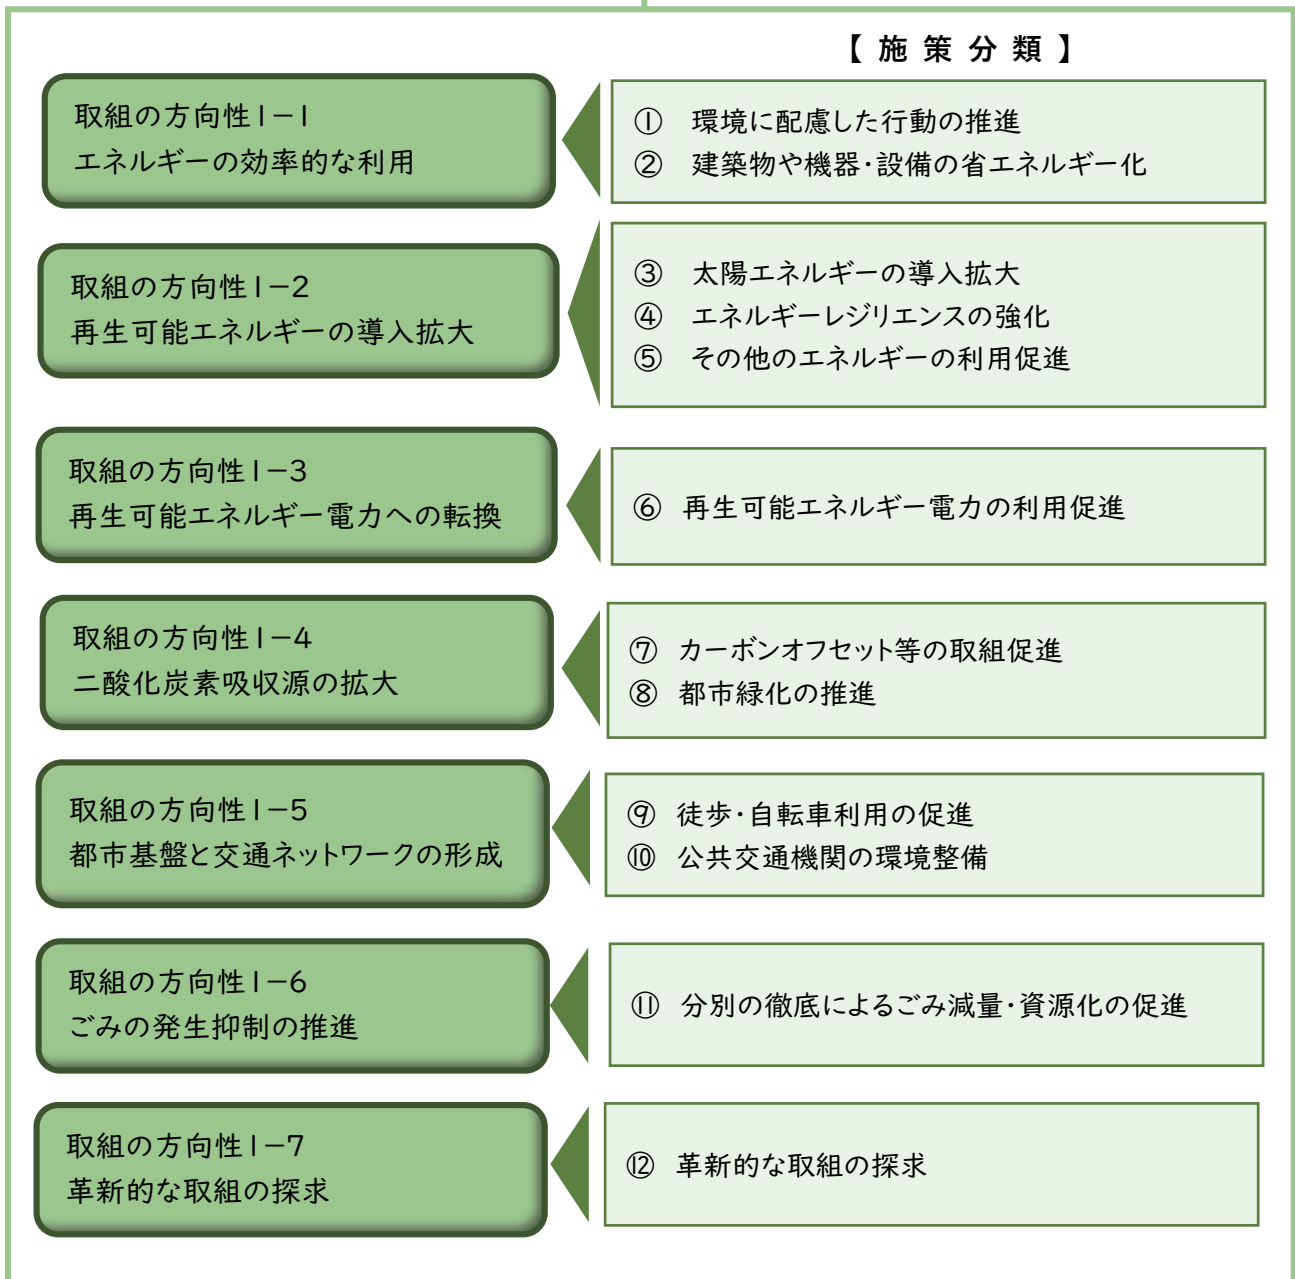 【施策分類】
取組の方向性1-1
エネルギーの効率的な利用
① 環境に配慮した行動の推進
② 建築物や機器・設備の省エネルギー化
取組の方向性1-2
再生可能エネルギーの導入拡大
③ 太陽エネルギーの導入拡大
④ エネルギーレジリエンスの強化
⑤ その他のエネルギーの利用促進
取組の方向性1-3
再生可能エネルギー電力への転換
⑥ 再生可能エネルギー電力の利用促進
取組の方向性1-4
二酸化炭素吸収源の拡大
⑦ カーボンオフセット等の取組促進
⑧ 都市緑化の推進
取組の方向性1-5
都市基盤と交通ネットワークの形成
⑨ 徒歩・自転車利用の促進
⑩ 公共交通機関の環境整備
取組の方向性1-6
ごみの発生抑制の推進
⑪ 分別の徹底によるごみ減量・資源化の促進
取組の方向性1-7
革新的な取組の探求
⑫ 革新的な取組の探求